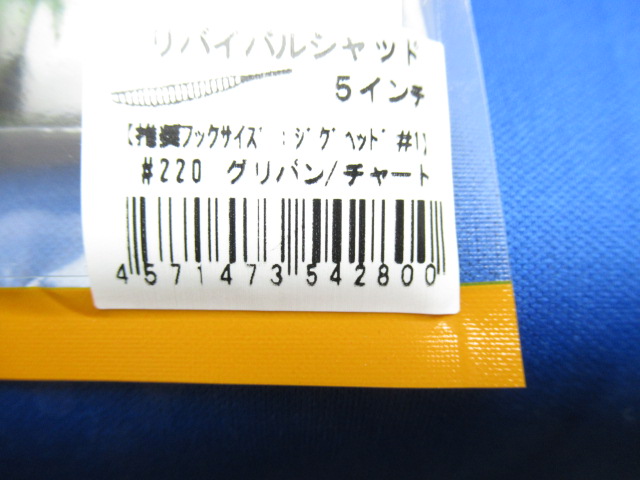 リバイバルシャッド
5インチ
【推奨フックサイズ：ジグヘッド#1】
#220 グリパン/チャート
4571473542800